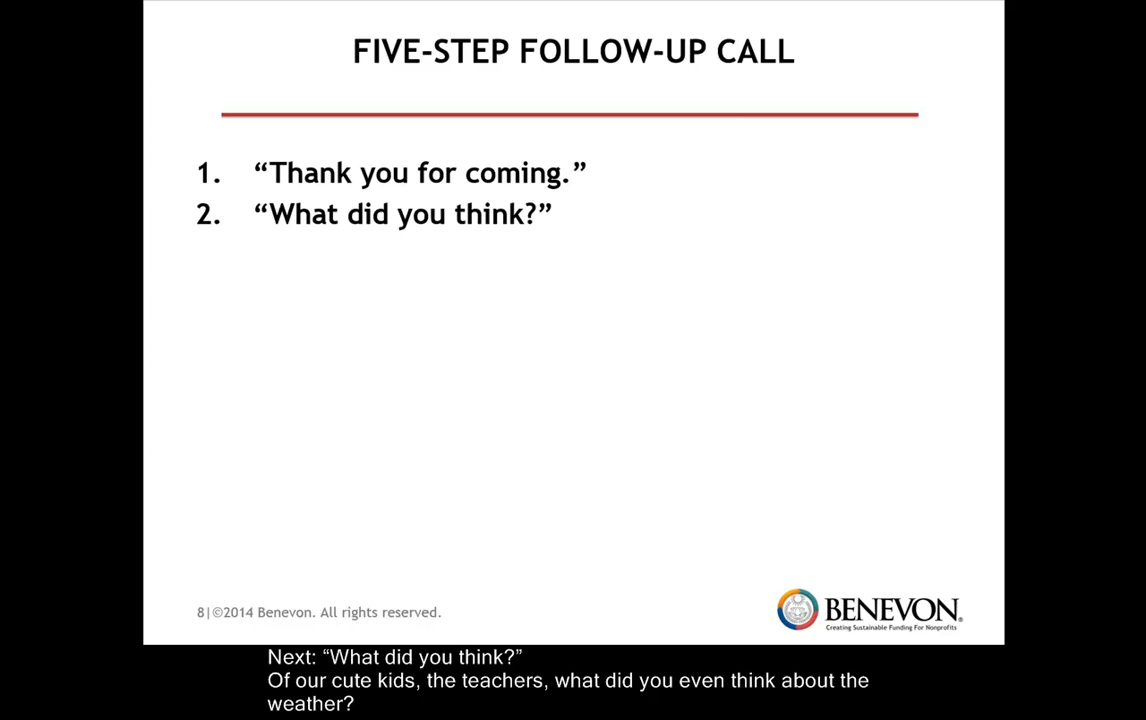 FIVE-STEP FOLLOW-UP CALL
1. “Thank you for coming.”
2. “What did you think?”
8|©2014 Benevon. All rights reserved.
BENEVON®
Creating Sustainable Funding For Nonprofits
Next: “What did you think?”
Of our cute kids, the teachers, what did you even think about the
weather?